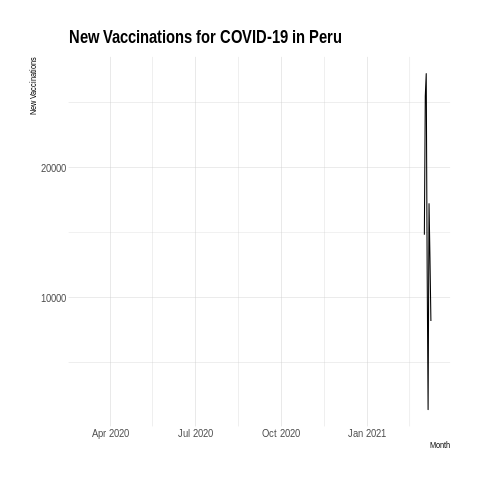 New Vaccinations for COVID-19 in Peru
New Vaccinations
20000
10000
Apr 2020
Jul 2020
Oct 2020
Jan 2021
Month